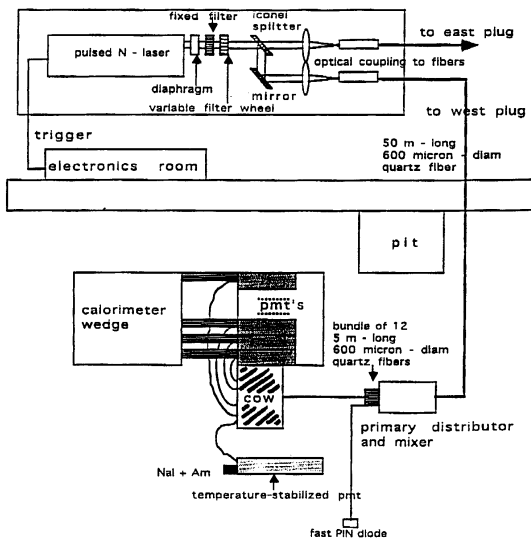 fixed filter
iconel
splitter
to east plug
pulsed N - laser
diaphragm
variable filter wheel
mirror
optical coupling to fibers
to west plug
trigger
electronics room
50 m - long
600 micron - diam
quartz fiber
pit
calorimeter
wedge
pmt's
bundle of 12
5 m - long
600 micron - diam
quartz fibers
cow
primary distributor
and mixer
NaI + Am
temperature-stabilized pmt
fast PIN diode